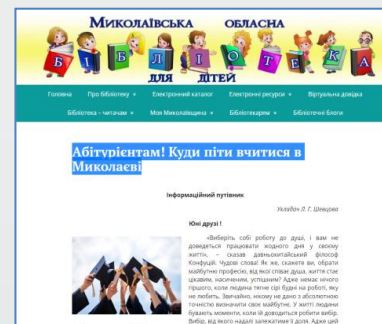 Миколаївська обласна
БІБЛІОТЕКА
для дітей
Головна Про бібліотеку Електронний каталог Електронні ресурси Віртуальна довідка
Бібліотека - читачам Моя Миколаївщина Бібліотекарям Бібліотечні блоги
Абітурієнтам! Куди піти вчитися в
Миколаєві
Інформаційний путівник
Укладач Л. Г. Шевцова
Юні друзі !
«Виберіть собі роботу до душі, і вам не
доведеться працювати жодного дня у своєму
житті», – сказав давньокитайський філософ
Конфуцій. Чудові слова! Як же, скажете ви, обрати
майбутню професію, від якої співає душа, життя стає
цікавим, насиченим, успішним? Адже немає нічого
гіршого, коли людина тягне сірі будні на роботі, яку
не любить. Звичайно, нікому не дано з абсолютною
точністю визначити своє майбутнє. У житті людини
бувають моменти, коли їй доводиться робити вибір.
Вибір, від якого надалі залежатиме її доля. Адже цей